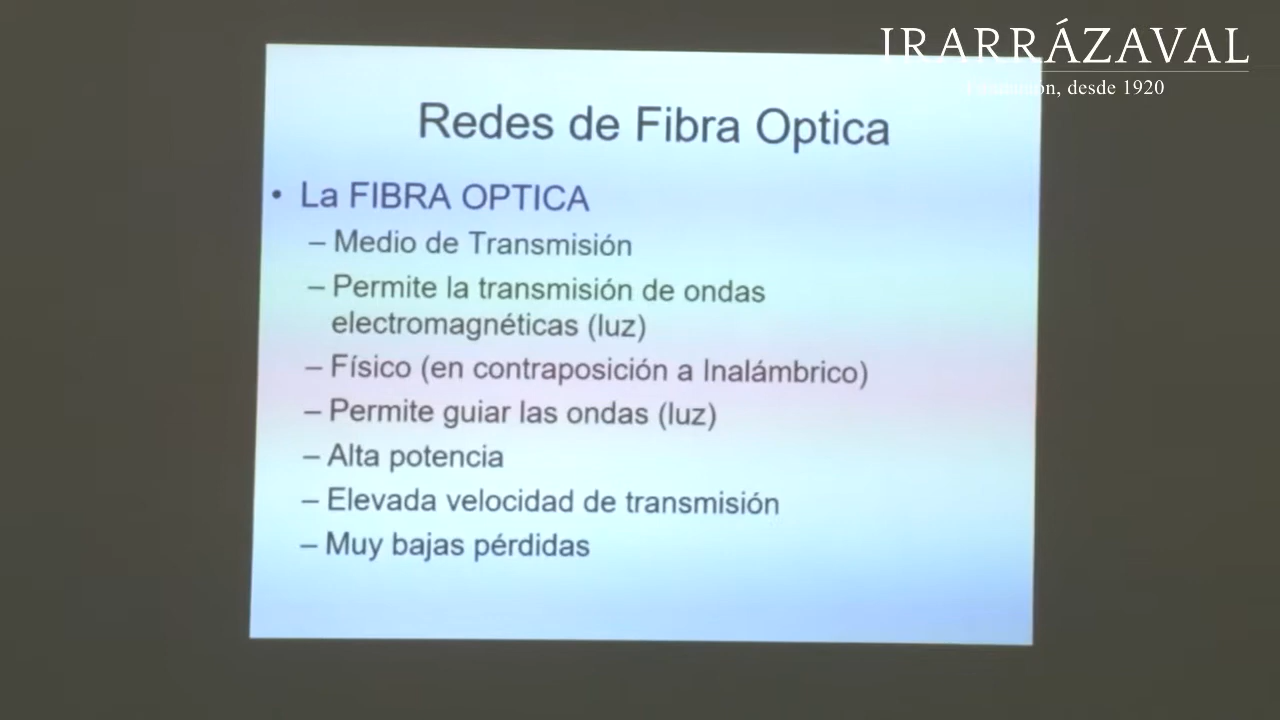 IRARRÁZAVAL
desde 1920
Redes de Fibra Optica
• La FIBRA OPTICA
– Medio de Transmisión
– Permite la transmisión de ondas
electromagnéticas (luz)
– Físico (en contraposición a Inalámbrico)
– Permite guiar las ondas (luz)
– Alta potencia
– Elevada velocidad de transmisión
– Muy bajas pérdidas